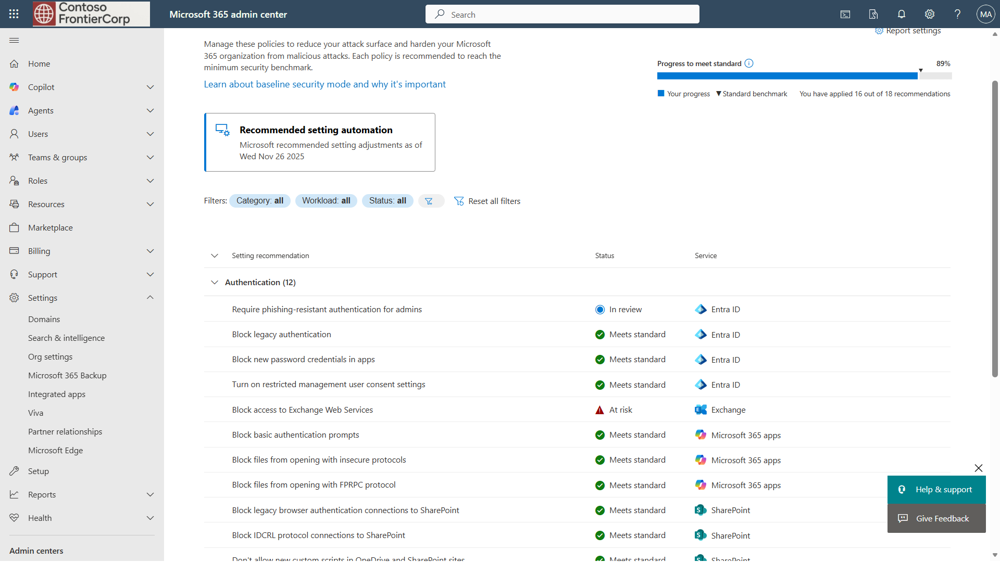 Contoso
FrontierCorp
Microsoft 365 admin center
Search
MA
Home
Copilot
Agents
Users
Teams & groups
Roles
Resources
Marketplace
Billing
Support
Settings
Domains
Search & intelligence
Org settings
Microsoft 365 Backup
Integrated apps
Viva
Partner relationships
Microsoft Edge
Setup
Reports
Health
Admin centers
Report settings
Manage these policies to reduce your attack surface and harden your Microsoft
365 organization from malicious attacks. Each policy is recommended to reach the
minimum security benchmark.
Learn about baseline security mode and why it's important
Progress to meet standard 89%
Your progress Standard benchmark You have applied 16 out of 18 recommendations
Recommended setting automation
Microsoft recommended setting adjustments as of
Wed Nov 26 2025
Filters: Category: all Workload: all Status: all Reset all filters
Setting recommendation Status Service
Authentication (12)
Require phishing-resistant authentication for admins In review Entra ID
Block legacy authentication Meets standard Entra ID
Block new password credentials in apps Meets standard Entra ID
Turn on restricted management user consent settings Meets standard Entra ID
Block access to Exchange Web Services At risk Exchange
Block basic authentication prompts Meets standard Microsoft 365 apps
Block files from opening with insecure protocols Meets standard Microsoft 365 apps
Block files from opening with FPRPC protocol Meets standard Microsoft 365 apps
Block legacy browser authentication connections to SharePoint Meets standard SharePoint
Block IDCRL protocol connections to SharePoint Meets standard SharePoint
Don't allow new custom scripts in OneDrive and SharePoint sites Meets standard SharePoint
Help & support
Give Feedback